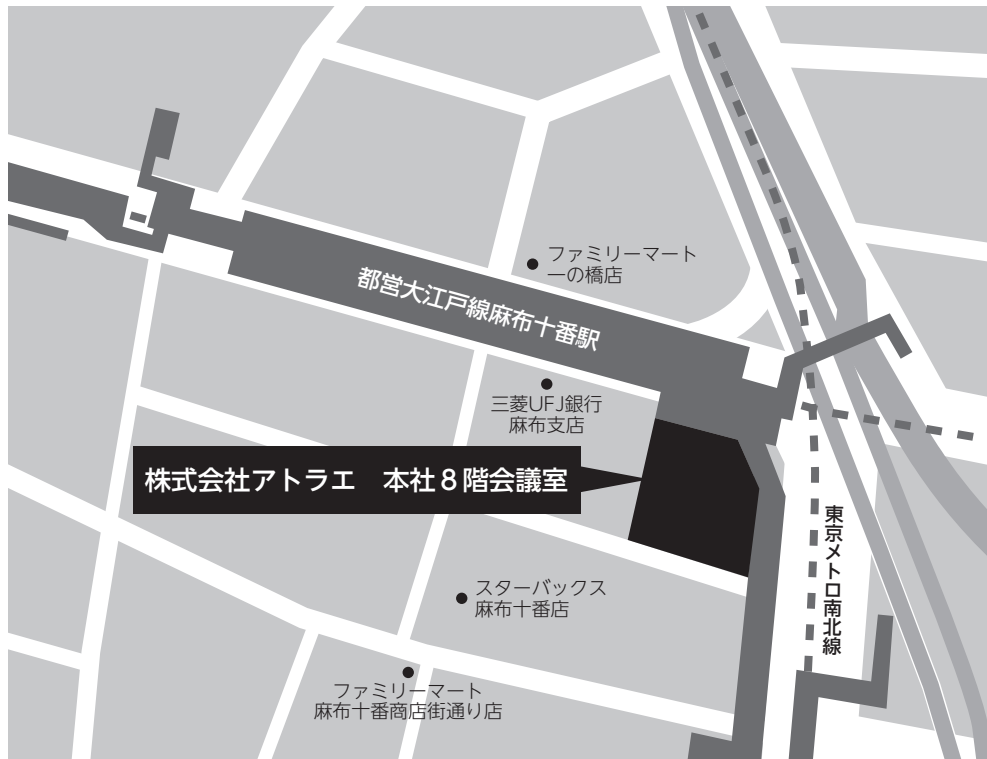 ファミリーマート
一の橋店
都営大江戸線麻布十番駅
三菱UFJ銀行
麻布支店
株式会社アトラエ　本社８階会議室
東京メトロ南北線
スターバックス
麻布十番店
ファミリーマート
麻布十番商店街通り店